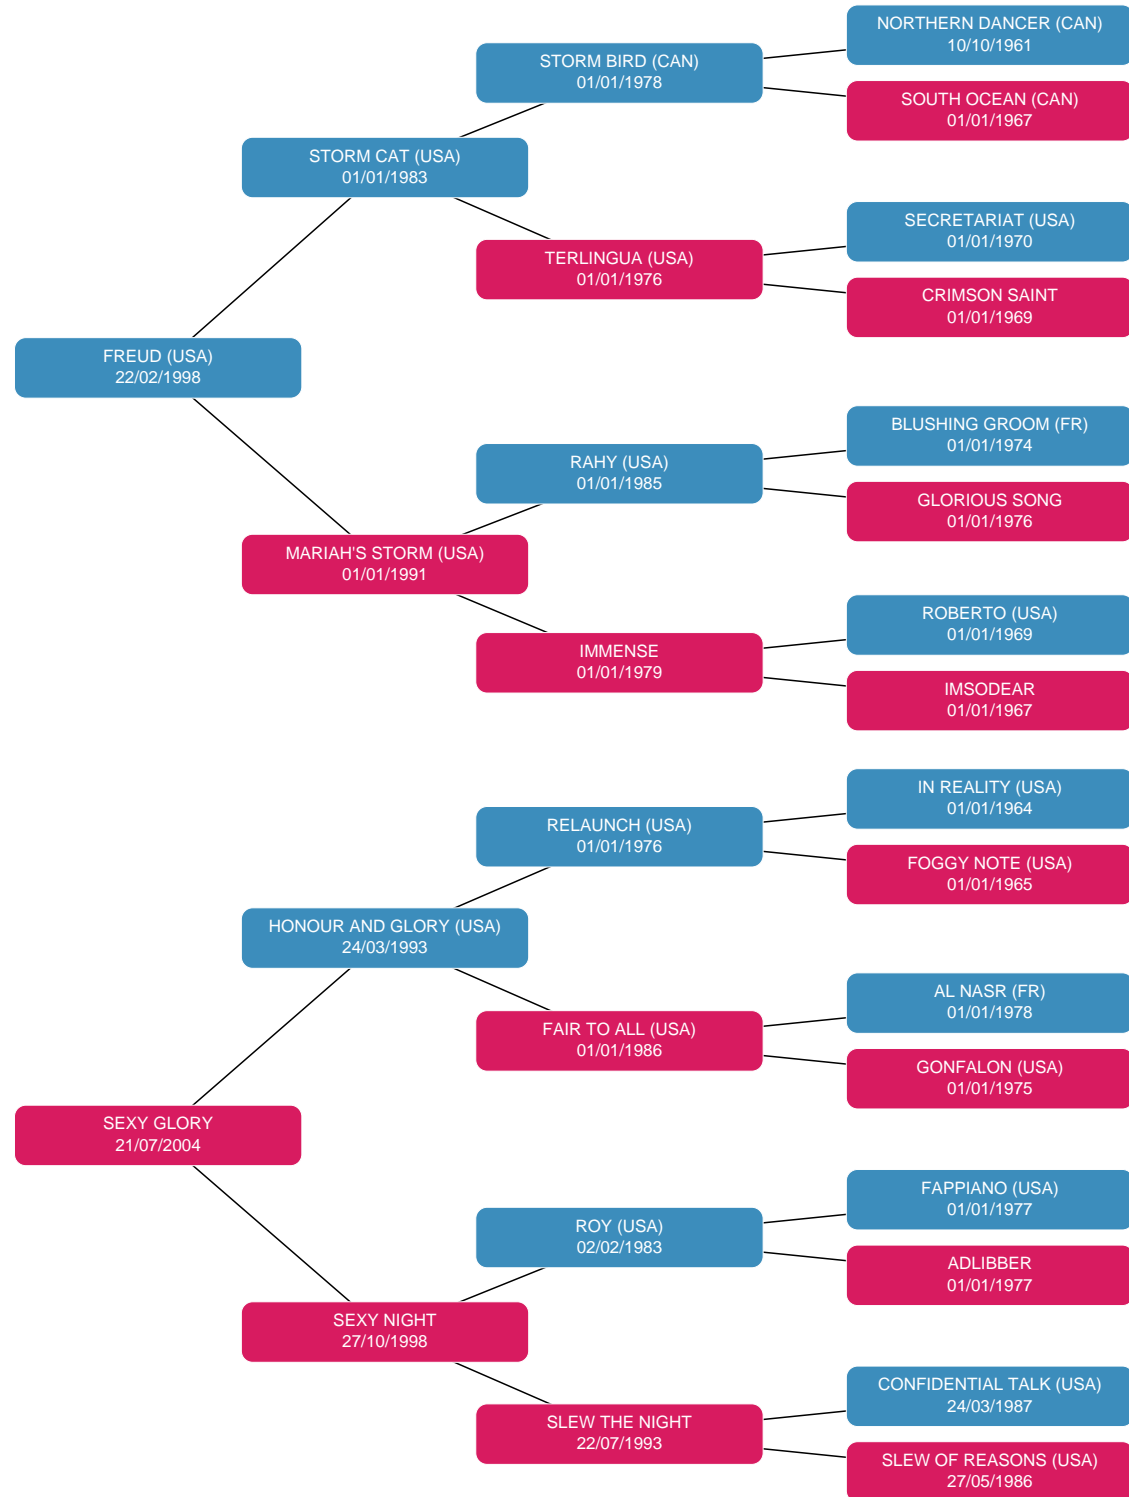 NORTHERN DANCER (CAN)
10/10/1961
STORM BIRD (CAN)
01/01/1978
SOUTH OCEAN (CAN)
01/01/1967
STORM CAT (USA)
01/01/1983
SECRETARIAT (USA)
01/01/1970
TERLINGUA (USA)
01/01/1976
CRIMSON SAINT
01/01/1969
FREUD (USA)
22/02/1998
BLUSHING GROOM (FR)
01/01/1974
RAHY (USA)
01/01/1985
GLORIOUS SONG
01/01/1976
MARIAH'S STORM (USA)
01/01/1991
ROBERTO (USA)
01/01/1969
IMMENSE
01/01/1979
IMSODEAR
01/01/1967
IN REALITY (USA)
01/01/1964
RELAUNCH (USA)
01/01/1976
FOGGY NOTE (USA)
01/01/1965
HONOUR AND GLORY (USA)
24/03/1993
AL NASR (FR)
01/01/1978
FAIR TO ALL (USA)
01/01/1986
GONFALON (USA)
01/01/1975
SEXY GLORY
21/07/2004
FAPPIANO (USA)
01/01/1977
ROY (USA)
02/02/1983
ADLIBBER
01/01/1977
SEXY NIGHT
27/10/1998
CONFIDENTIAL TALK (USA)
24/03/1987
SLEW THE NIGHT
22/07/1993
SLEW OF REASONS (USA)
27/05/1986